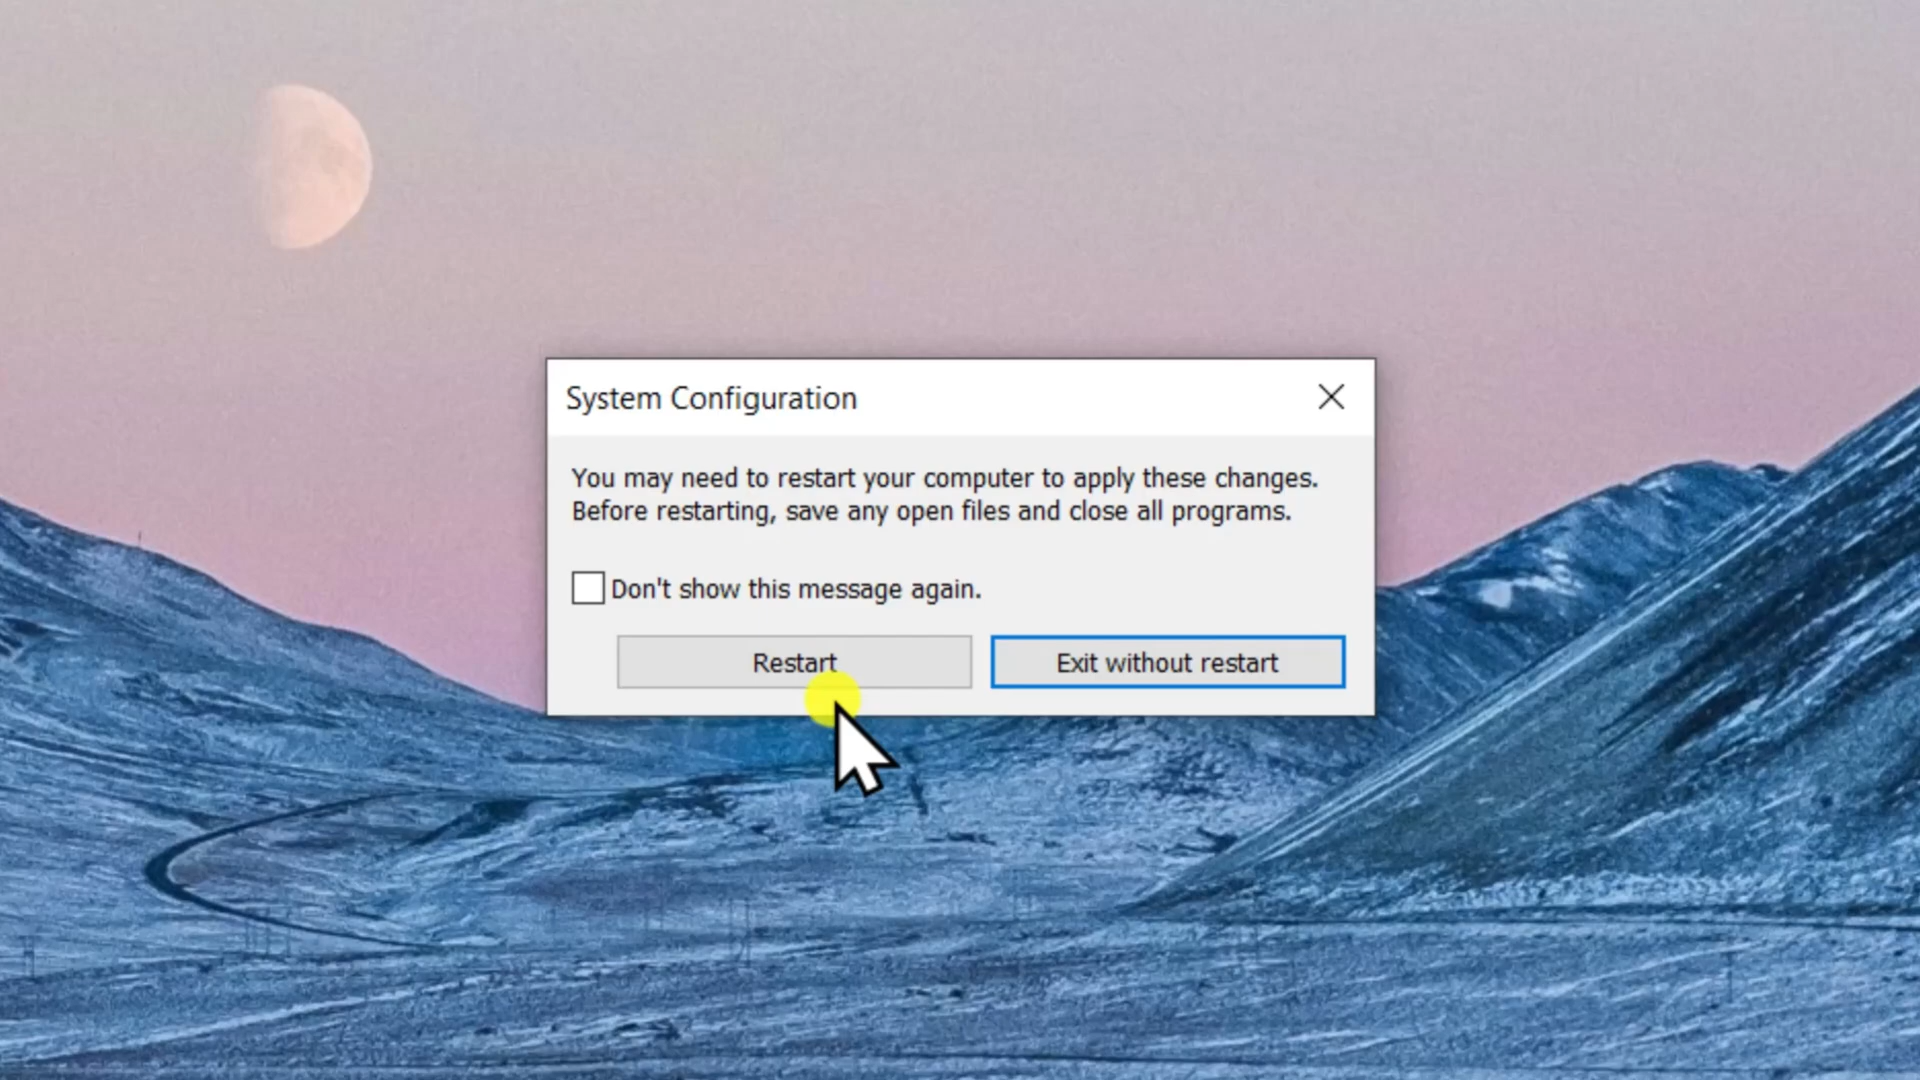 System Configuration
You may need to restart your computer to apply these changes.
Before restarting, save any open files and close all programs.
Don't show this message again.
Restart
Exit without restart